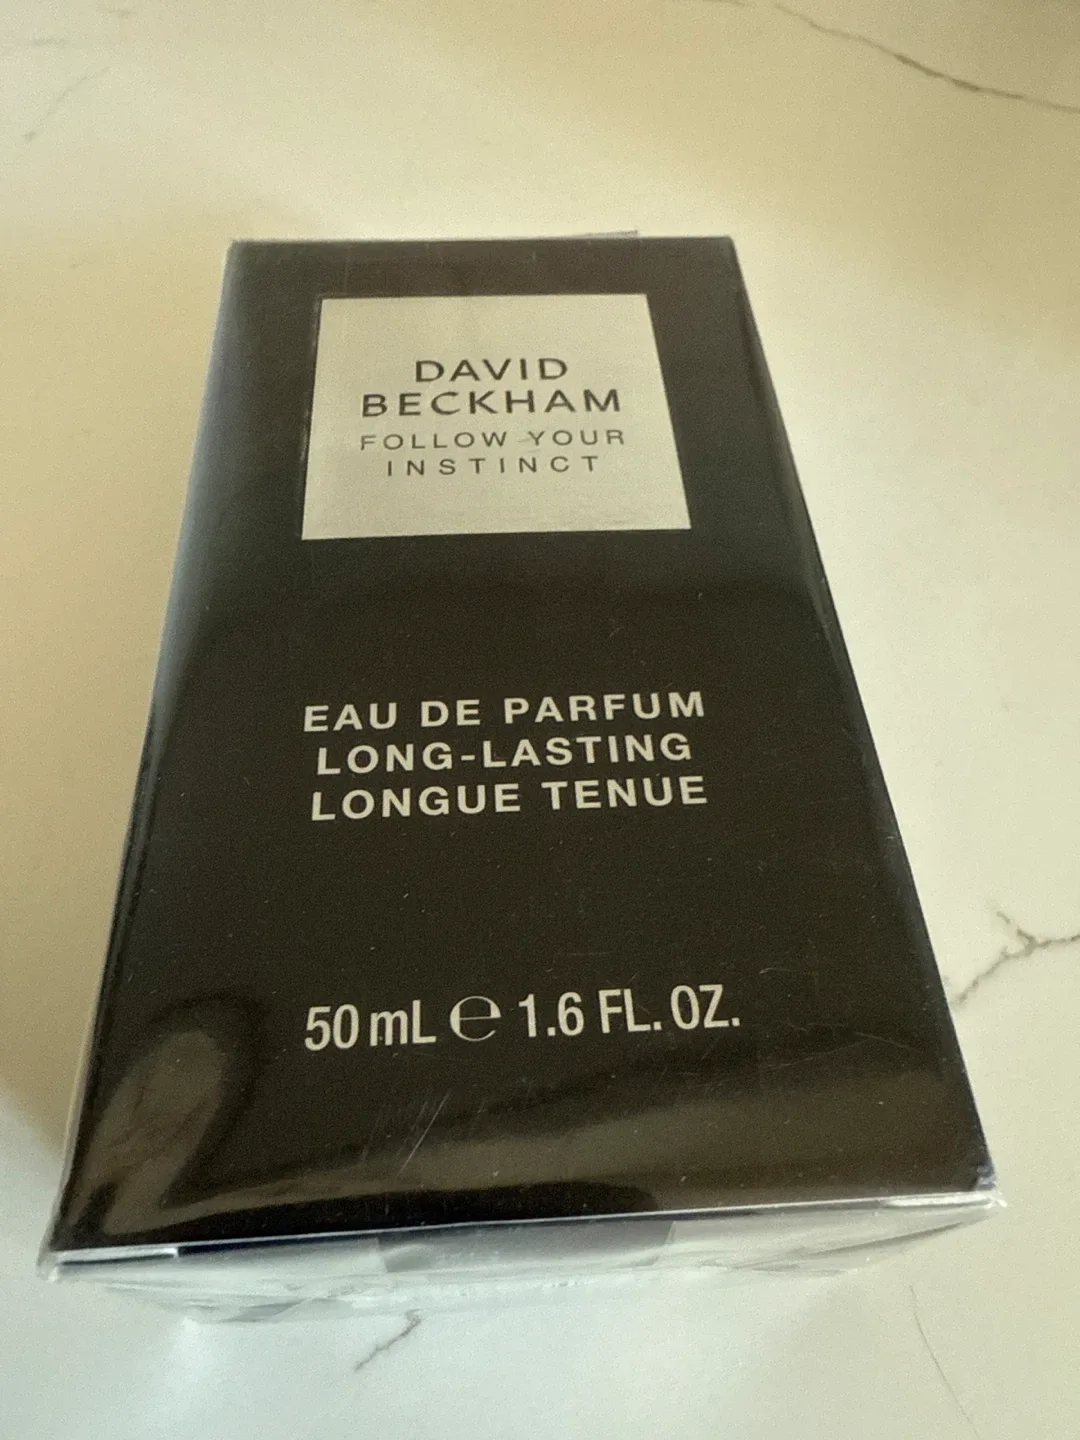 DAVID
BECKHAM
FOLLOW YOUR
INSTINCT
EAU DE PARFUM
LONG-LASTING
LONGUE TENUE
50 mL ℮ 1.6 FL. OZ.